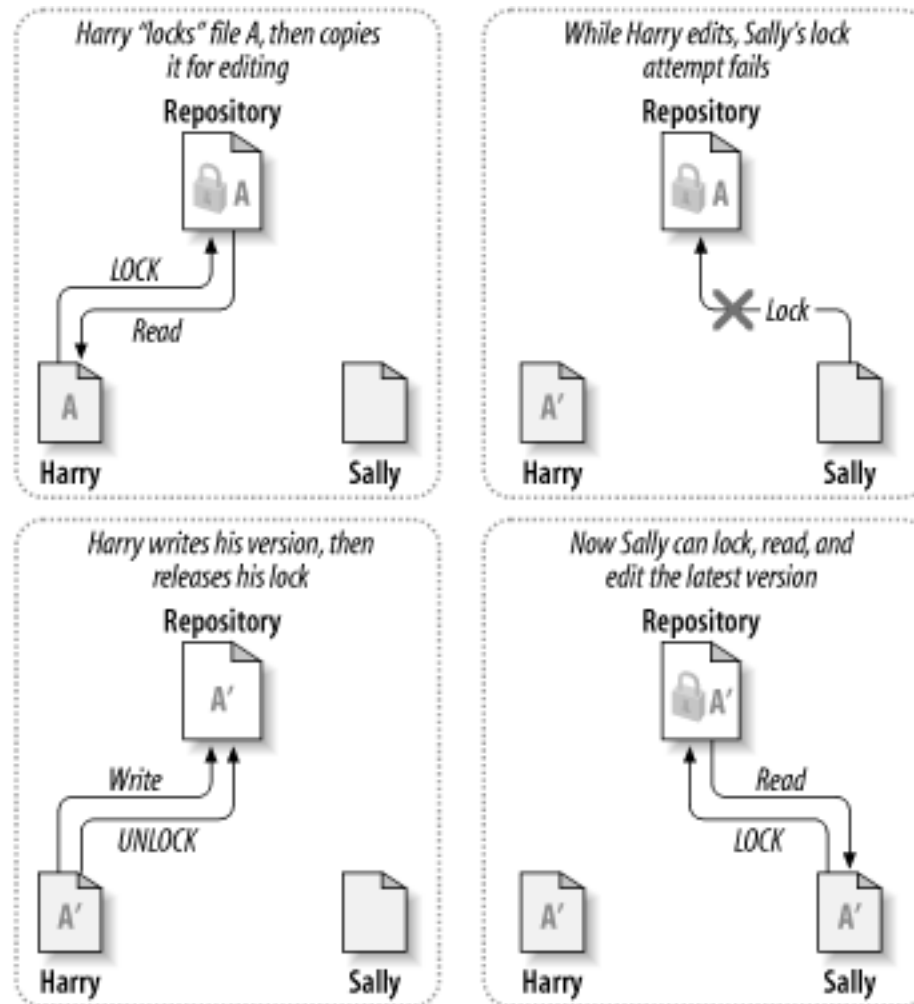 Harry “locks” file A, then copies
it for editing
Repository
A
LOCK
Read
A
Harry
Sally
While Harry edits, Sally’s lock
attempt fails
Repository
A
Lock
A’
Harry
Sally
Harry writes his version, then
releases his lock
Repository
A’
Write
UNLOCK
A’
Harry
Sally
Now Sally can lock, read, and
edit the latest version
Repository
A’
Read
LOCK
A’
Harry
A’
Sally